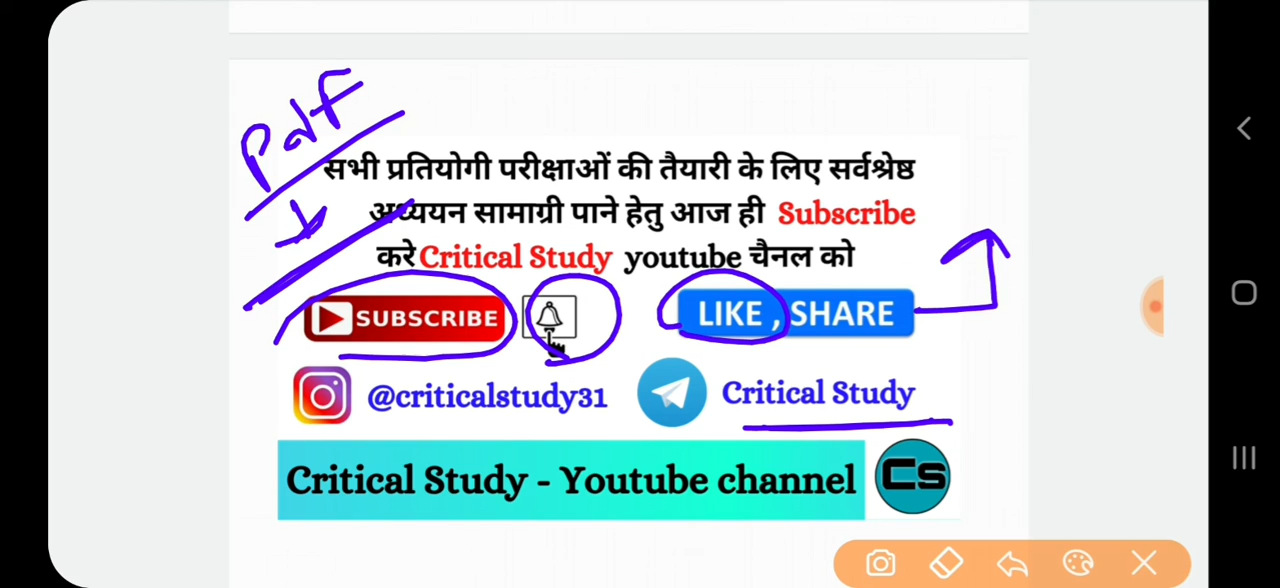 Pdf
सभी प्रतियोगी परीक्षाओं की तैयारी के लिए सर्वश्रेष्ठ
अध्ययन सामाग्री पाने हेतु आज ही Subscribe
करे Critical Study youtube चैनल को
SUBSCRIBE
LIKE , SHARE
@criticalstudy31
Critical Study
Critical Study - Youtube channel
Cs